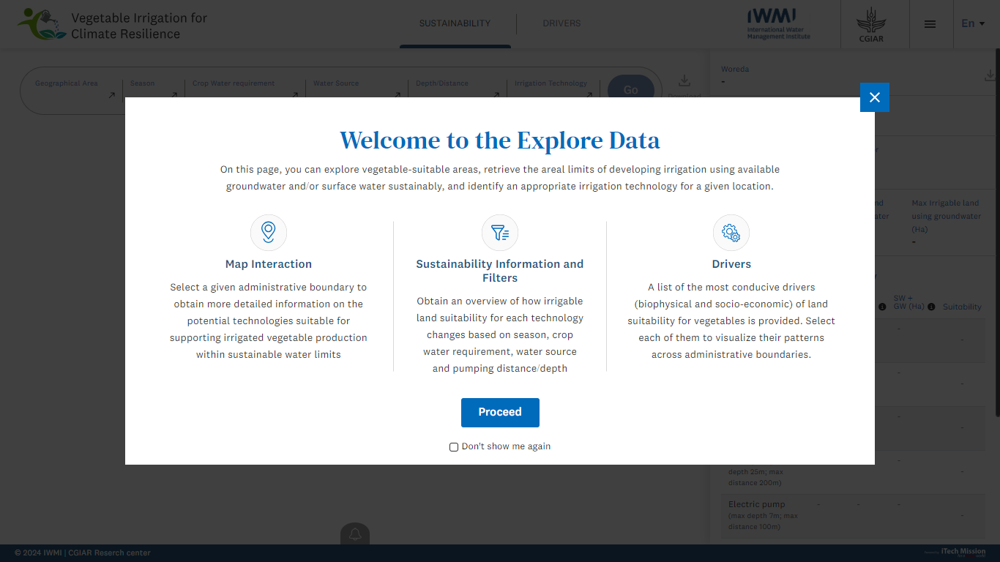 Vegetable Irrigation for
Climate Resilience
SUSTAINABILITY
DRIVERS
IWMI
International Water
Management Institute
CGIAR
En
Geographical Area
Season
Crop Water requirement
Water Source
Depth/Distance
Irrigation Technology
Go
Download
Woreda
-
Welcome to the Explore Data
On this page, you can explore vegetable-suitable areas, retrieve the areal limits of developing irrigation using available
groundwater and/or surface water sustainably, and identify an appropriate irrigation technology for a given location.
Map Interaction
Select a given administrative boundary to
obtain more detailed information on the
potential technologies suitable for
supporting irrigated vegetable production
within sustainable water limits
Sustainability Information and
Filters
Obtain an overview of how irrigable
land suitability for each technology
changes based on season, crop
water requirement, water source
and pumping distance/depth
Drivers
A list of the most conducive drivers
(biophysical and socio-economic) of land
suitability for vegetables is provided. Select
each of them to visualize their patterns
across administrative boundaries.
Proceed
Don't show me again
Max Irrigable land
using groundwater
(Ha)
-
SW +
GW (Ha)
Suitability
- -
- -
- -
- -
depth 25m; max
distance 200m)
Electric pump - - - -
(max depth 7m; max
distance 100m)
© 2024 IWMI | CGIAR Reserch center
iTech Mission